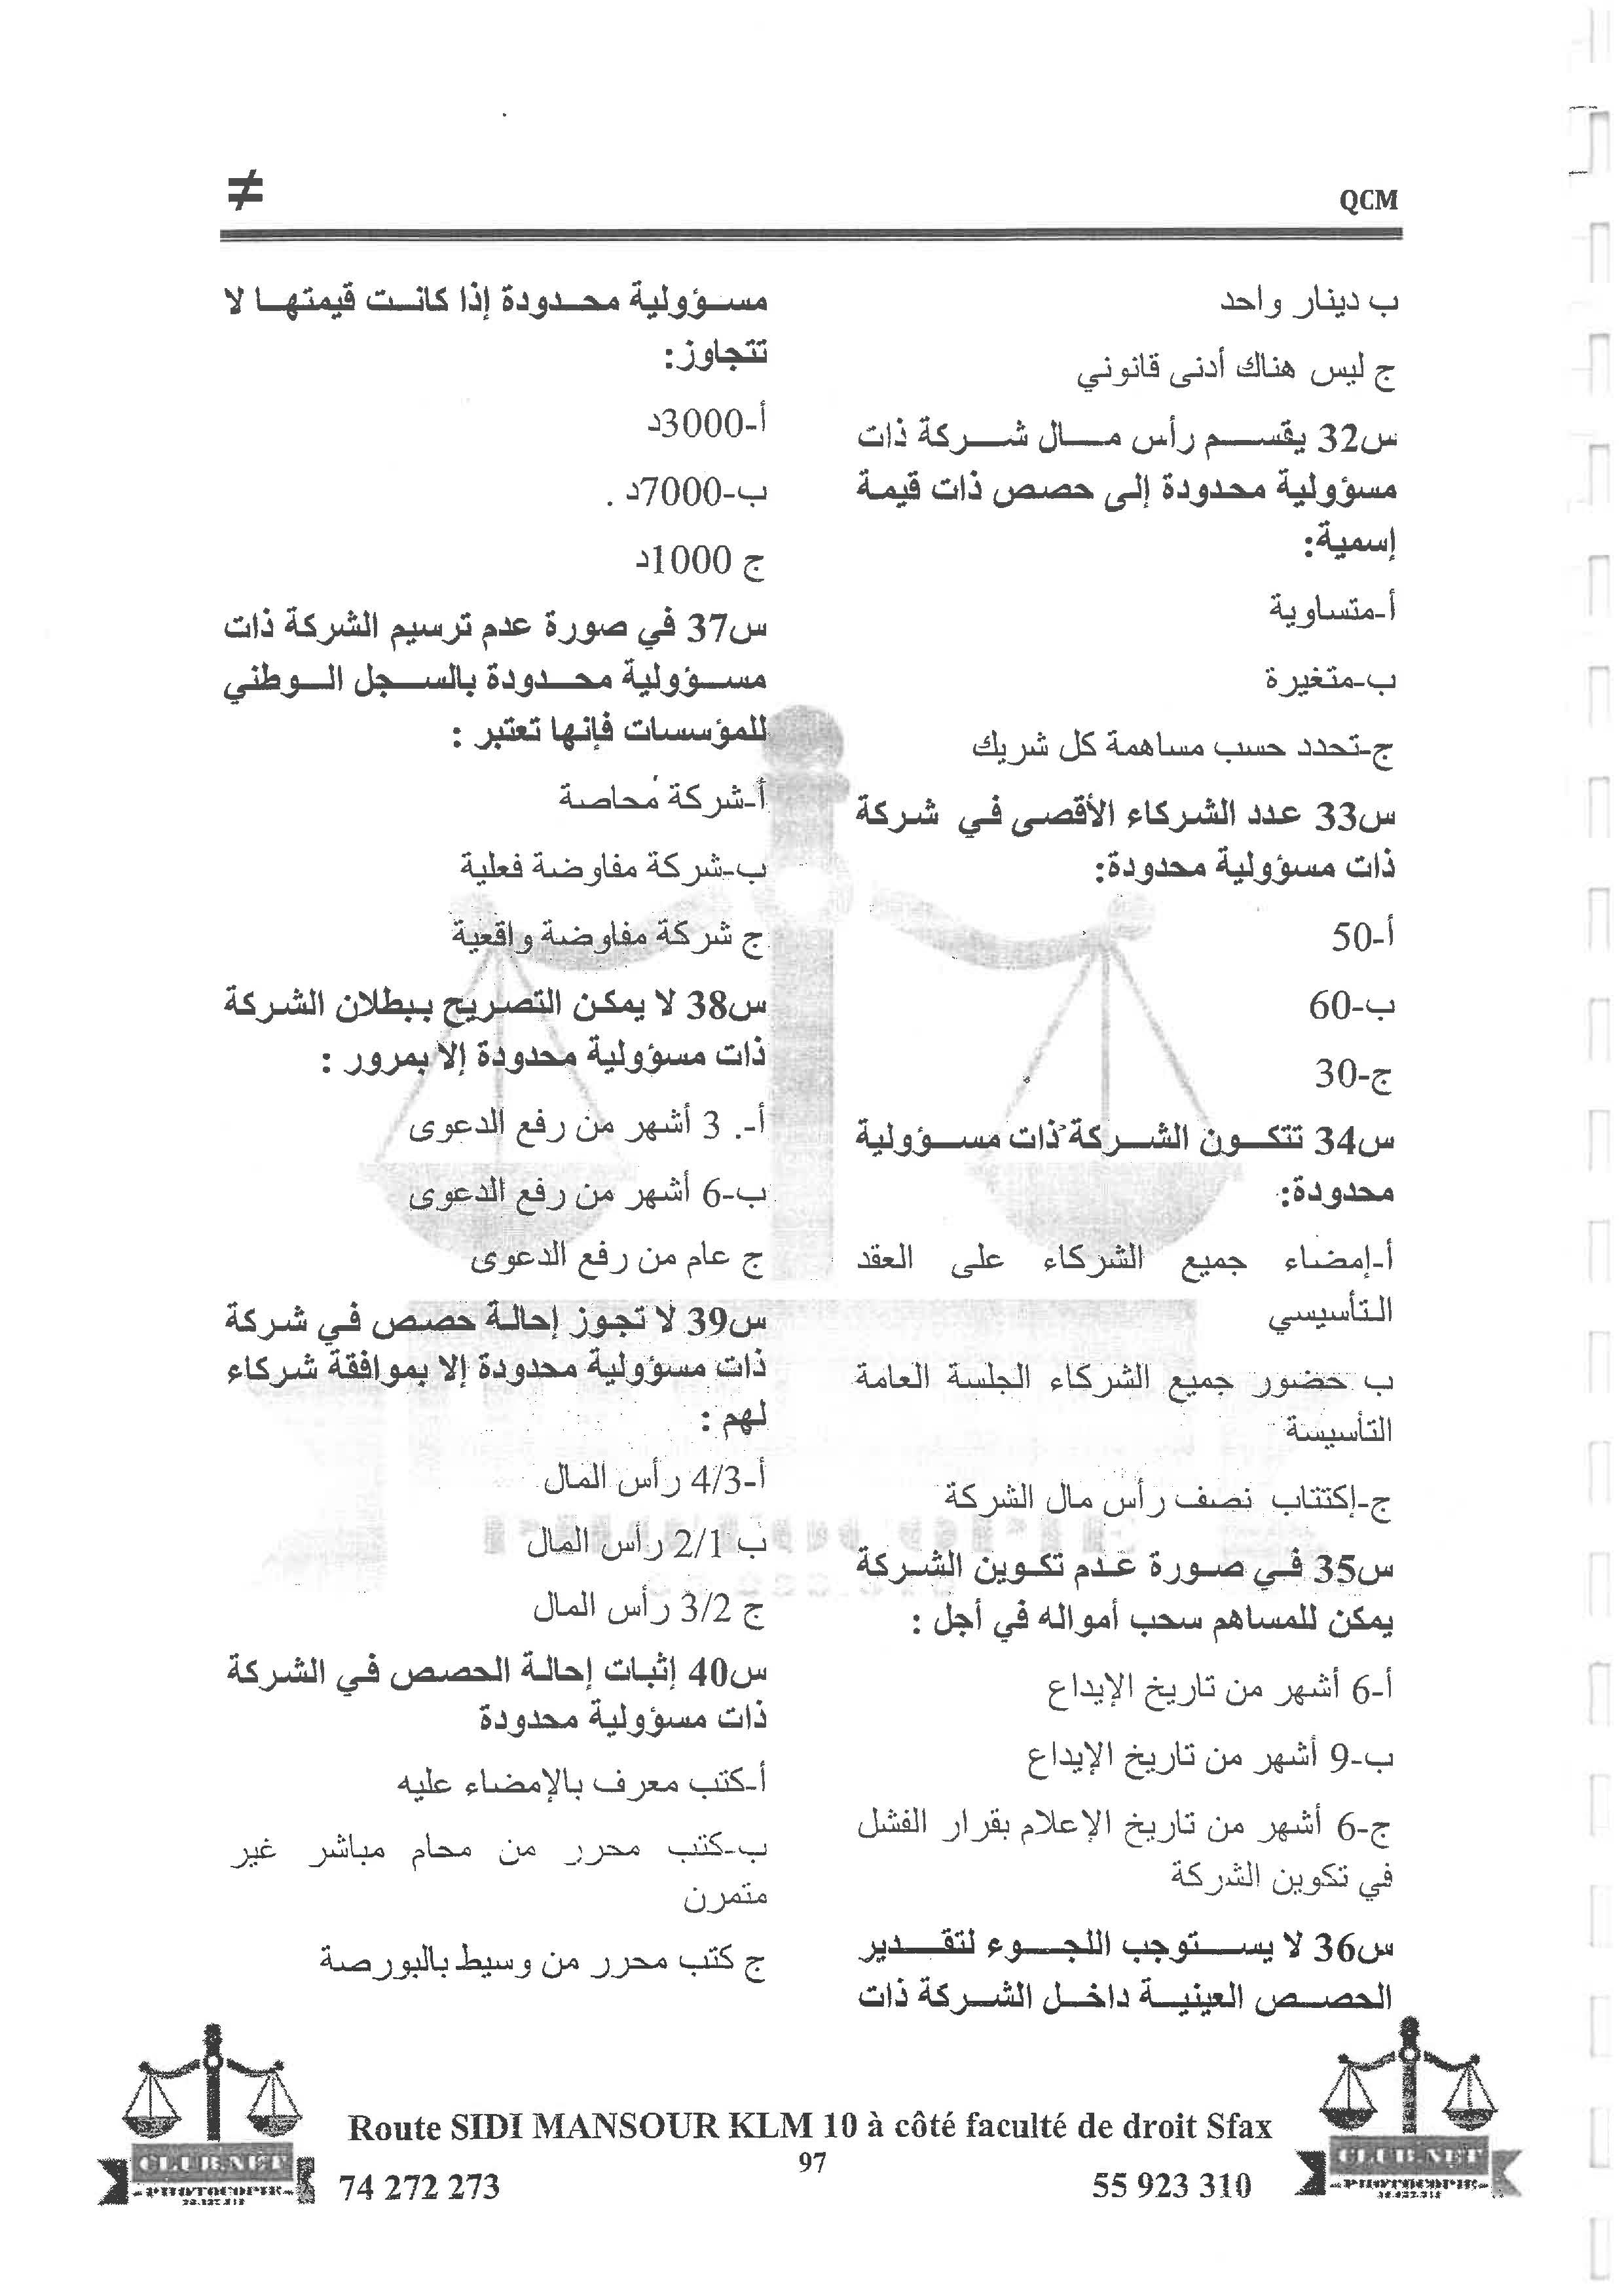 QCM
≠
ب دينار واحد
ج ليس هناك أدنى قانوني
س32 يقسم رأس مال شركة ذات
مسؤولية محدودة إلى حصص ذات قيمة
إسمية:
أ-متساوية
ب-متغيرة
ج-تحدد حسب مساهمة كل شريك
س33 عدد الشركاء الأقصى في شركة
ذات مسؤولية محدودة:
أ-50
ب-60
ج-30
س34 تتكون الشركة ذات مسؤولية
محدودة:
أ-إمضاء جميع الشركاء على العقد
التأسيسي
ب حضور جميع الشركاء الجلسة العامة
التأسيسة
ج-إكتتاب نصف رأس مال الشركة
س35 في صورة عدم تكوين الشركة
يمكن للمساهم سحب أمواله في أجل :
أ-6 أشهر من تاريخ الإيداع
ب-9 أشهر من تاريخ الإيداع
ج-6 أشهر من تاريخ الإعلام بقرار الفشل
في تكوين الشركة
س36 لا يستوجب اللجوء لتقدير
الحصص العينية داخل الشركة ذات
مسؤولية محدودة إذا كانت قيمتها لا
تتجاوز:
أ-3000د
ب-7000د .
ج 1000د
س37 في صورة عدم ترسيم الشركة ذات
مسؤولية محدودة بالسجل الوطني
للمؤسسات فإنها تعتبر :
أ-شركة مُحاصة
ب-شركة مفاوضة فعلية
ج شركة مفاوضة واقعية
س38 لا يمكن التصريح ببطلان الشركة
ذات مسؤولية محدودة إلا بمرور :
أ-. 3 أشهر من رفع الدعوى
ب-6 أشهر من رفع الدعوى
ج عام من رفع الدعوى
س39 لا تجوز إحالة حصص في شركة
ذات مسؤولية محدودة إلا بموافقة شركاء
لهم :
أ-4/3 رأس المال
ب 2/1 رأس المال
ج 3/2 رأس المال
س40 إثبات إحالة الحصص في الشركة
ذات مسؤولية محدودة
أ-كتب معرف بالإمضاء عليه
ب-كتب محرر من محام مباشر غير
متمرن
ج كتب محرر من وسيط بالبورصة
Route SIDI MANSOUR KLM 10 à côté faculté de droit Sfax
97
74 272 273
55 923 310
CLUB.NET
-PHOTOCOPIE-
CLUB.NET
-PHOTOCOPIE-